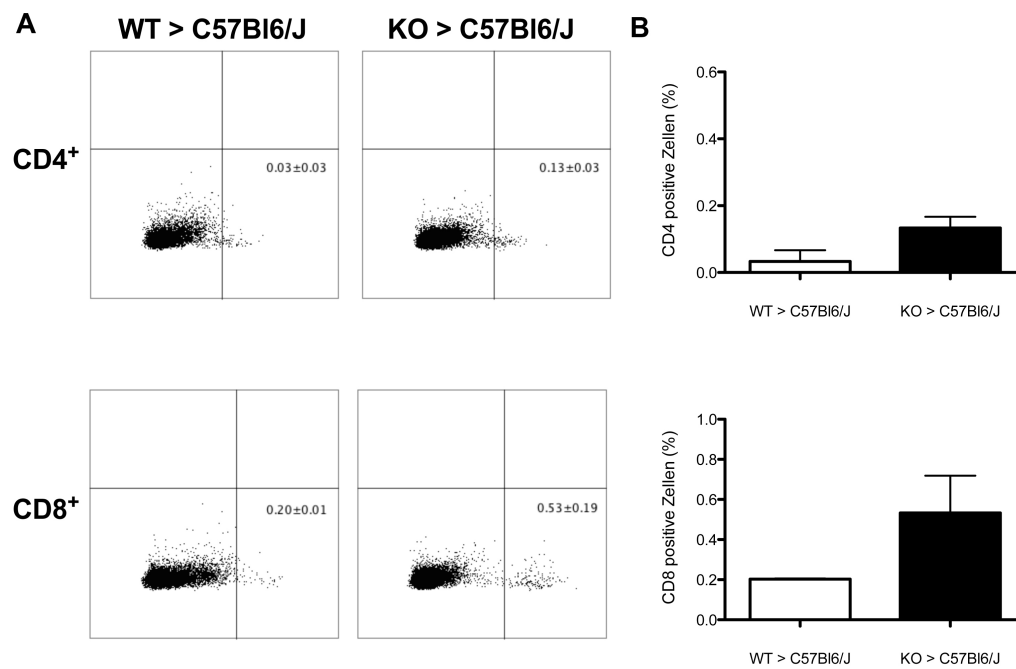 A
WT > C57Bl6/J
KO > C57Bl6/J
B
CD4+
0.03±0.03
0.13±0.03
CD4 positive Zellen (%)
0.6
0.4
0.2
0.0
WT > C57Bl6/J
KO > C57Bl6/J
CD8+
0.20±0.01
0.53±0.19
CD8 positive Zellen (%)
1.0
0.8
0.6
0.4
0.2
0.0
WT > C57Bl6/J
KO > C57Bl6/J